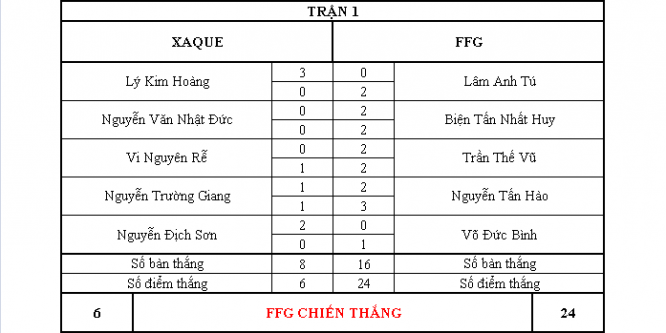 TRẬN 1
XAQUE FFG
Lý Kim Hoàng 3 0 Lâm Anh Tú
0 2
Nguyễn Văn Nhật Đức 0 2 Biện Tấn Nhất Huy
0 2
Vi Nguyên Rễ 0 2 Trần Thế Vũ
1 2
Nguyễn Trường Giang 1 2 Nguyễn Tấn Hào
1 3
Nguyễn Địch Sơn 2 0 Võ Đức Bình
0 1
Số bàn thắng 8 16 Số bàn thắng
Số điểm thắng 6 24 Số điểm thắng
6 FFG CHIẾN THẮNG 24